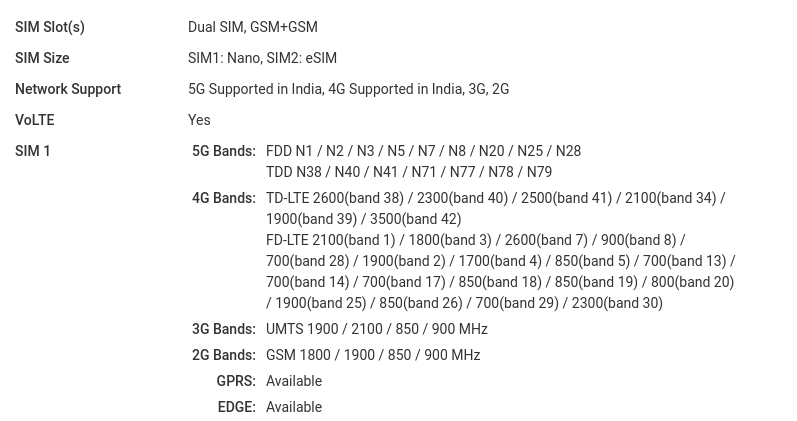 SIM Slot(s) Dual SIM, GSM+GSM
SIM Size SIM1: Nano, SIM2: eSIM
Network Support 5G Supported in India, 4G Supported in India, 3G, 2G
VoLTE Yes
SIM 1 5G Bands: FDD N1 / N2 / N3 / N5 / N7 / N8 / N20 / N25 / N28
TDD N38 / N40 / N41 / N71 / N77 / N78 / N79
4G Bands: TD-LTE 2600(band 38) / 2300(band 40) / 2500(band 41) / 2100(band 34) /
1900(band 39) / 3500(band 42)
FD-LTE 2100(band 1) / 1800(band 3) / 2600(band 7) / 900(band 8) /
700(band 28) / 1900(band 2) / 1700(band 4) / 850(band 5) / 700(band 13) /
700(band 14) / 700(band 17) / 850(band 18) / 850(band 19) / 800(band 20)
/ 1900(band 25) / 850(band 26) / 700(band 29) / 2300(band 30)
3G Bands: UMTS 1900 / 2100 / 850 / 900 MHz
2G Bands: GSM 1800 / 1900 / 850 / 900 MHz
GPRS: Available
EDGE: Available